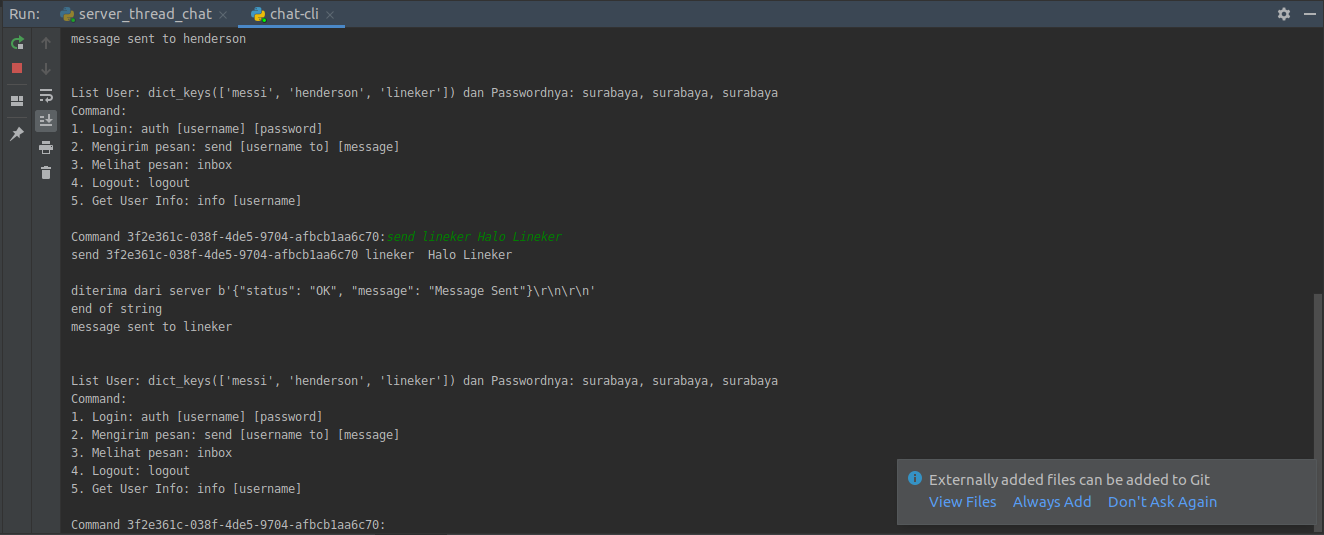 Run: server_thread_chat × chat-cli ×
message sent to henderson
List User: dict_keys(['messi', 'henderson', 'lineker']) dan Passwordnya: surabaya, surabaya, surabaya
Command:
1. Login: auth [username] [password]
2. Mengirim pesan: send [username to] [message]
3. Melihat pesan: inbox
4. Logout: logout
5. Get User Info: info [username]
Command 3f2e361c-038f-4de5-9704-afbcb1aa6c70:send lineker Halo Lineker
send 3f2e361c-038f-4de5-9704-afbcb1aa6c70 lineker  Halo Lineker
diterima dari server b'{"status": "OK", "message": "Message Sent"}\r\n\r\n'
end of string
message sent to lineker
List User: dict_keys(['messi', 'henderson', 'lineker']) dan Passwordnya: surabaya, surabaya, surabaya
Command:
1. Login: auth [username] [password]
2. Mengirim pesan: send [username to] [message]
3. Melihat pesan: inbox
4. Logout: logout
5. Get User Info: info [username]
Command 3f2e361c-038f-4de5-9704-afbcb1aa6c70:
Externally added files can be added to Git
View Files Always Add Don't Ask Again